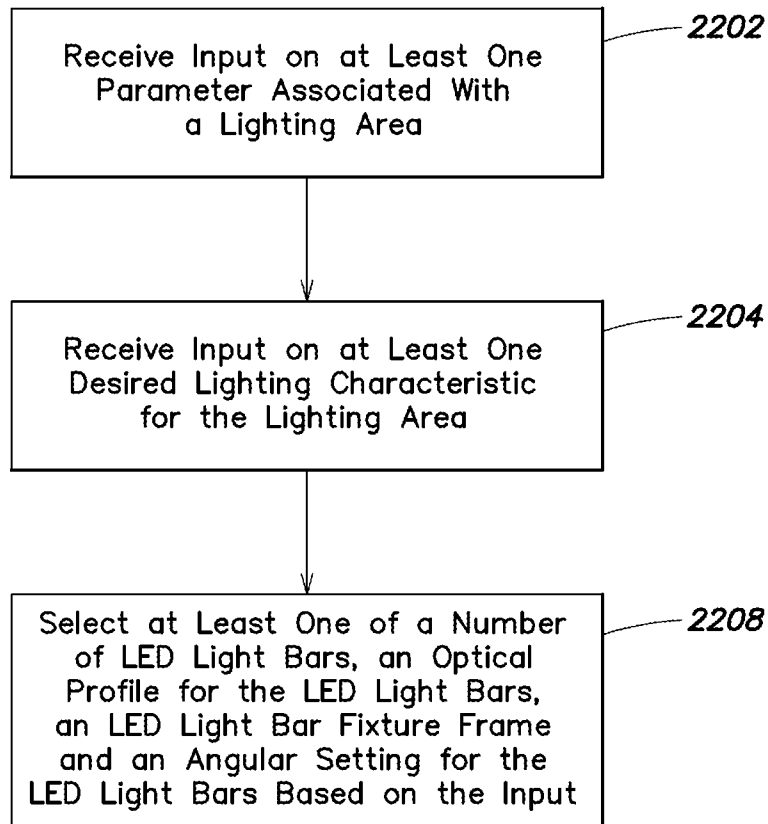 Receive Input on at Least One
Parameter Associated With
a Lighting Area
2202
Receive Input on at Least One
Desired Lighting Characteristic
for the Lighting Area
2204
Select at Least One of a Number
of LED Light Bars, an Optical
Profile for the LED Light Bars,
an LED Light Bar Fixture Frame
and an Angular Setting for the
LED Light Bars Based on the Input
2208